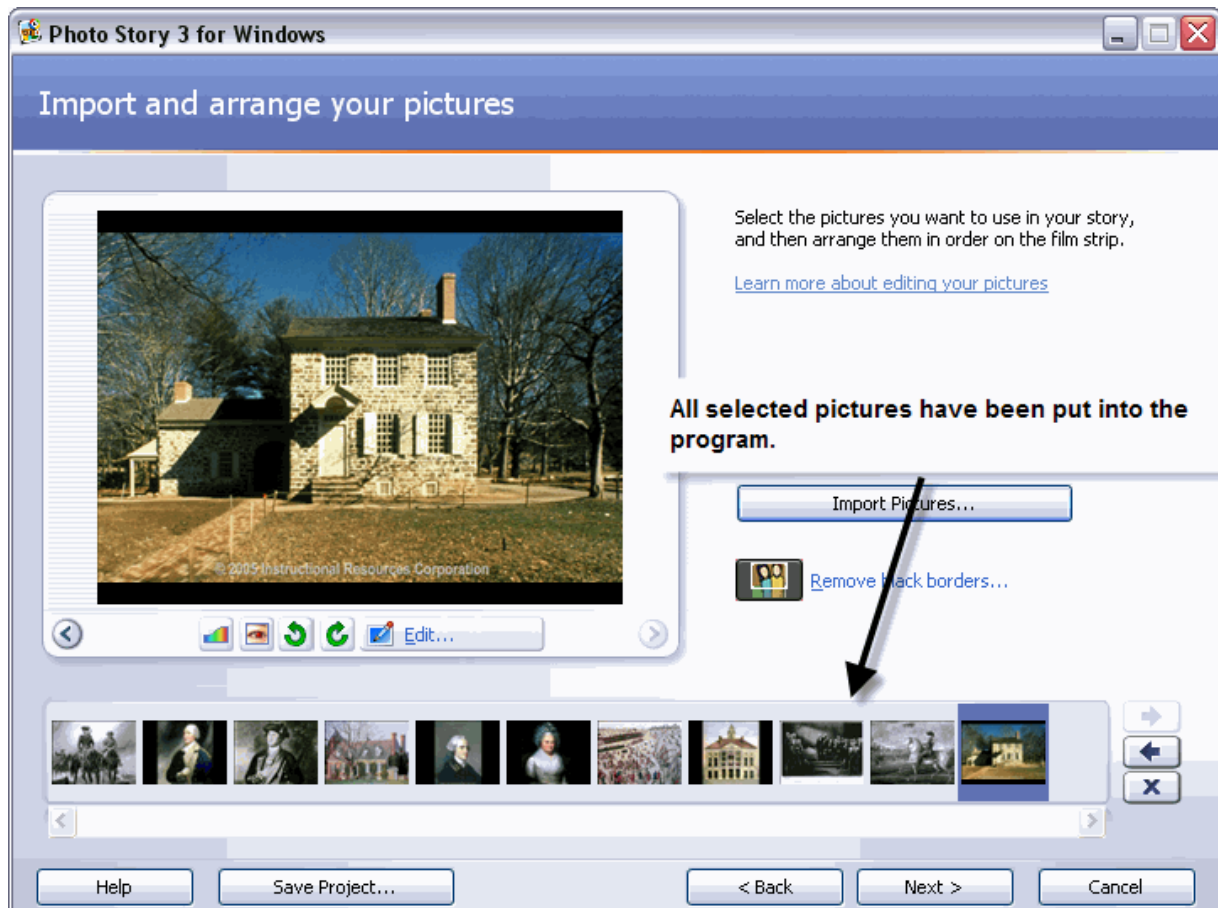 Photo Story 3 for Windows
Import and arrange your pictures
Select the pictures you want to use in your story,
and then arrange them in order on the film strip.
Learn more about editing your pictures
All selected pictures have been put into the
program.
Import Pictures...
Remove black borders...
© 2005 Instructional Resources Corporation
Edit...
Help
Save Project...
< Back
Next >
Cancel